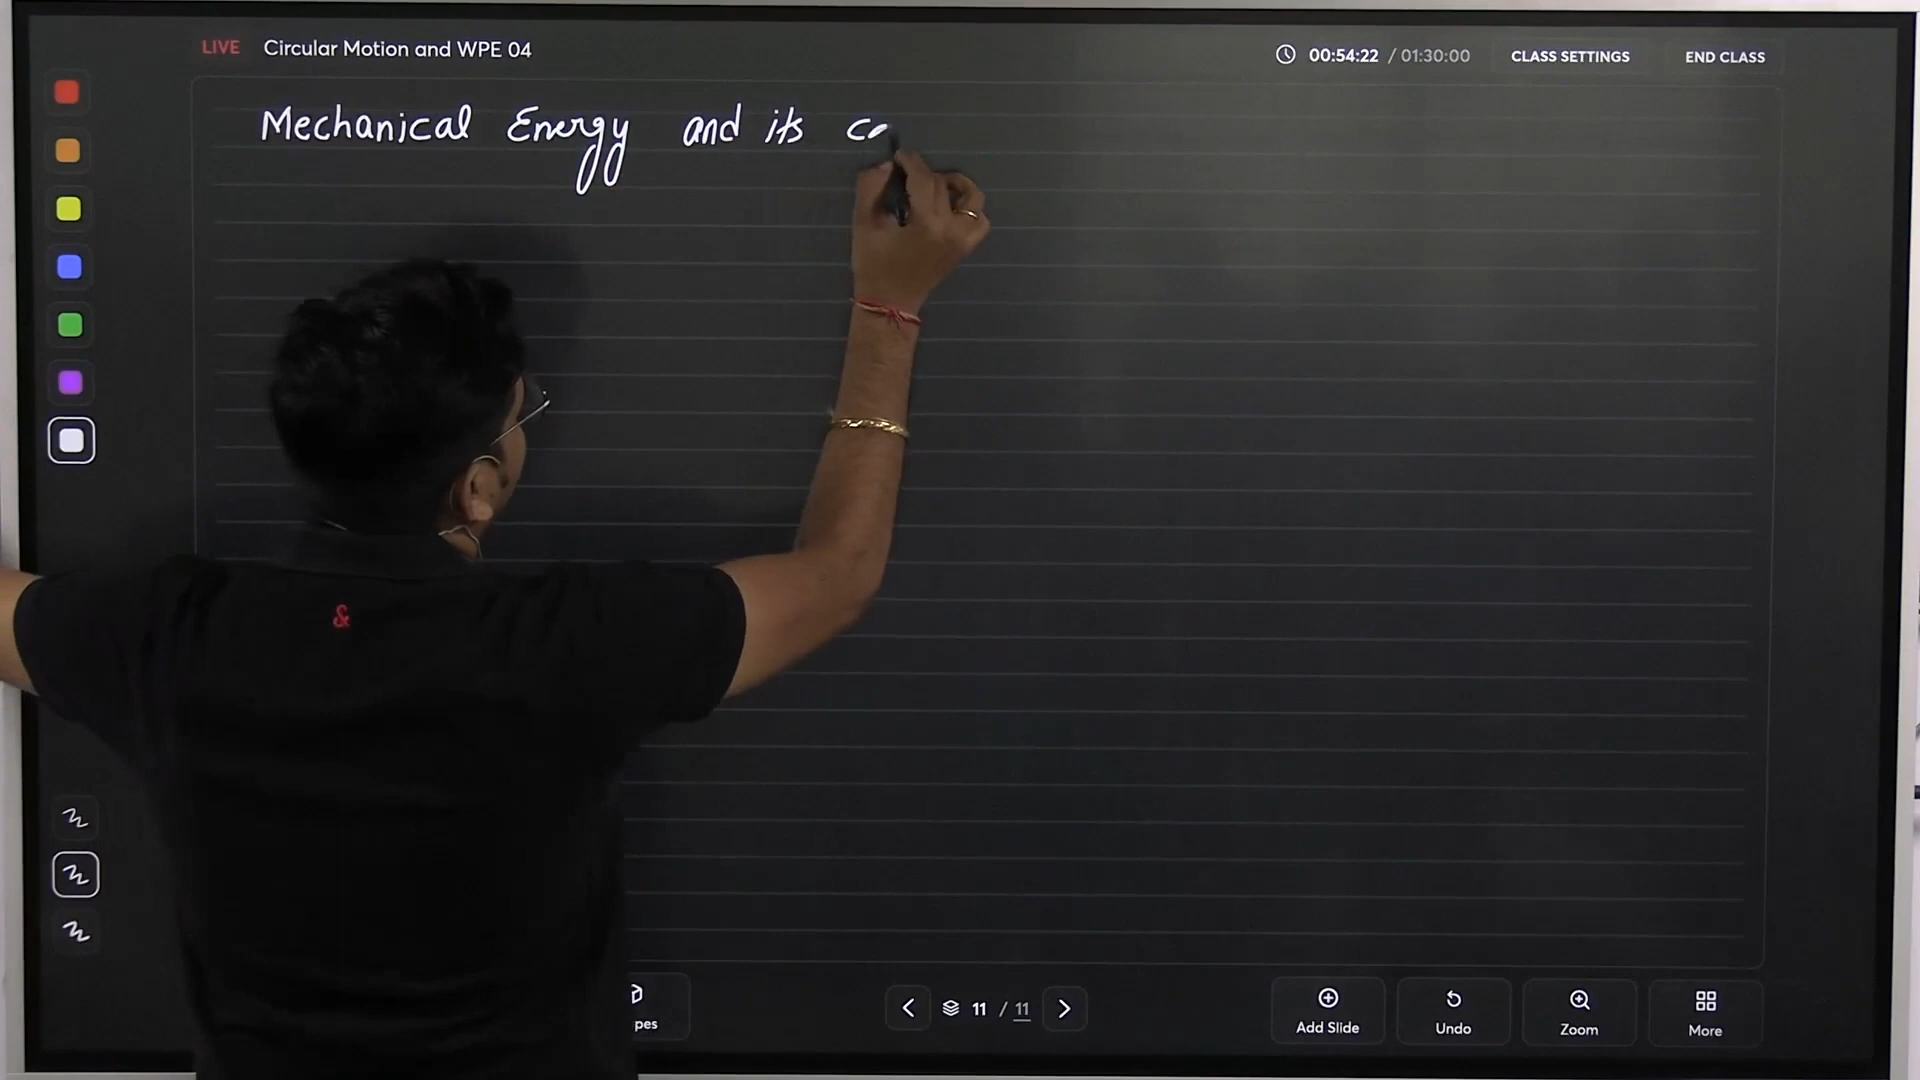 LIVE Circular Motion and WPE 04 00:54:22 / 01:30:00 CLASS SETTINGS END CLASS
Mechanical Energy and its
&
pes 11 / 11 Add Slide Undo Zoom More